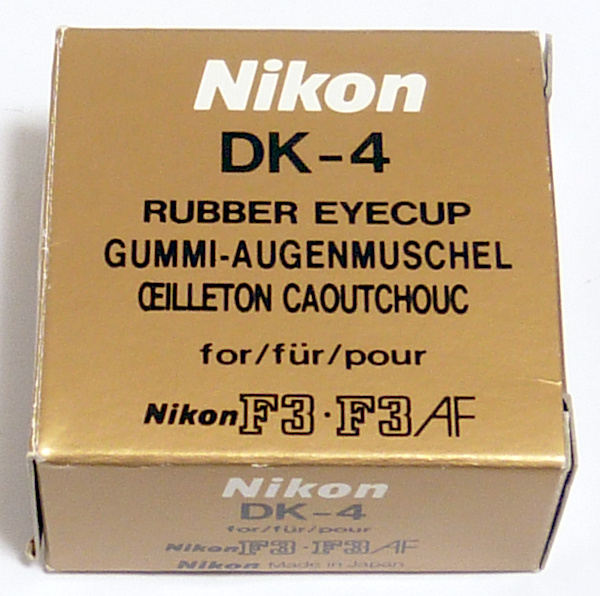 Nikon
DK-4
RUBBER EYECUP
GUMMI-AUGENMUSCHEL
ŒILLETON CAOUTCHOUC
for/für/pour
Nikon F3·F3AF
Nikon
DK-4
for/für/pour
Nikon F3·F3AF
Nikon Made in Japan